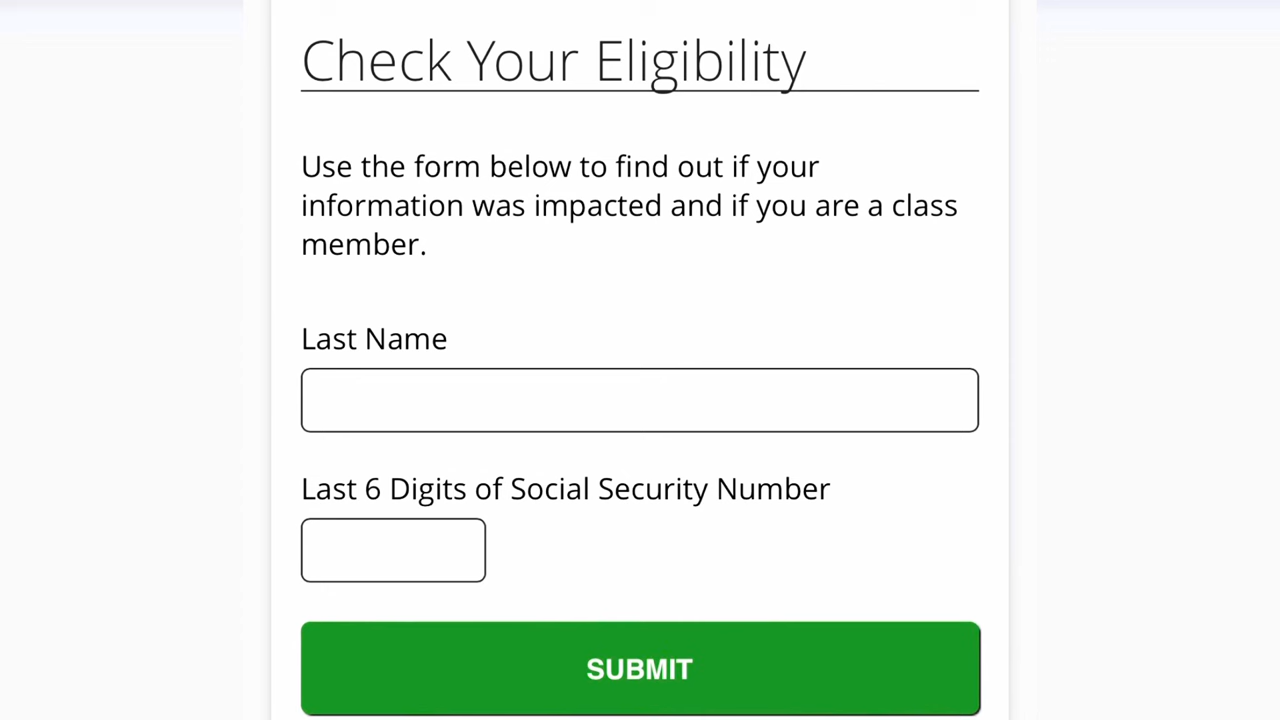 Check Your Eligibility
Use the form below to find out if your
information was impacted and if you are a class
member.
Last Name
Last 6 Digits of Social Security Number
SUBMIT